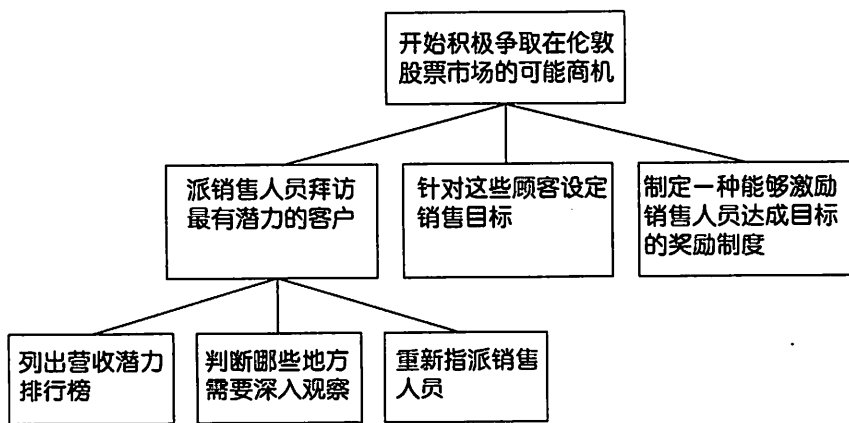 开始积极争取在伦敦
股票市场的可能商机
派销售人员拜访
最有潜力的客户
针对这些顾客设定
销售目标
制定一种能够激励
销售人员达成目标
的奖励制度
列出营收潜力
排行榜
判断哪些地方
需要深入观察
重新指派销售
人员